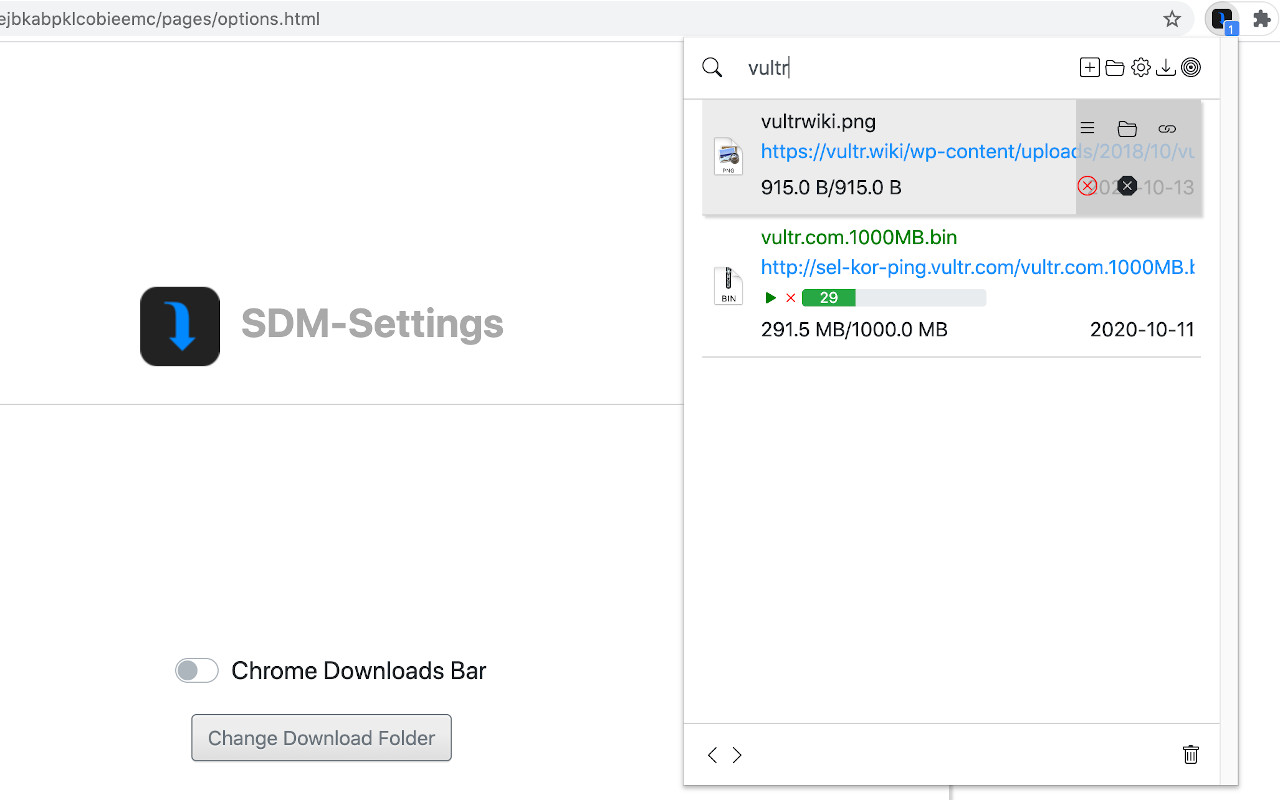 ejbkabpklcobieemc/pages/options.html
1
vultr
vultrwiki.png
https://vultr.wiki/wp-content/uploads/2018/10/vu
PNG
915.0 B/915.0 B
2020-10-13
vultr.com.1000MB.bin
http://sel-kor-ping.vultr.com/vultr.com.1000MB.b
BIN
29
291.5 MB/1000.0 MB
2020-10-11
SDM-Settings
Chrome Downloads Bar
Change Download Folder